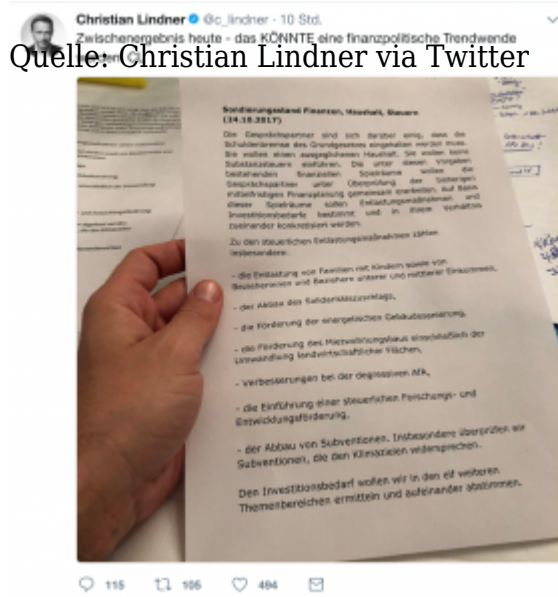 Christian Lindner @c_lindner · 10 Std.
Zwischenergebnis heute - das KÖNNTE eine finanzpolitische Trendwende
Quelle: Christian Lindner via Twitter
Sondierungsstand Finanzen, Haushalt, Steuern
(24.10.2017)
Die Gesprächspartner sind sich darüber einig, dass die
Schuldenbremse des Grundgesetzes eingehalten werden muss.
Sie wollen einen ausgeglichenen Haushalt. Sie wollen keine
Substanzsteuern einführen. Die unter diesen Vorgaben
bestehenden finanziellen Spielräume wollen die
Gesprächspartner unter Überprüfung der bisherigen
mittelfristigen Finanzplanung gemeinsam erarbeiten. Auf Basis
dieser Spielräume sollen Entlastungsmaßnahmen und
Investitionsbedarfe bestimmt und in ihrem Verhältnis
zueinander konkretisiert werden.
Zu den steuerlichen Entlastungsmaßnahmen zählen
insbesondere:
- die Entlastung von Familien mit Kindern sowie von
Bezieherinnen und Beziehern unterer und mittlerer Einkommen,
- der Abbau des Solidaritätszuschlags,
- die Förderung der energetischen Gebäudesanierung,
- die Förderung des Mietwohnungsbaus einschließlich der
Umwandlung landwirtschaftlicher Flächen,
- Verbesserungen bei der degressiven AfA,
- die Einführung einer steuerlichen Forschungs- und
Entwicklungsförderung,
- der Abbau von Subventionen. Insbesondere überprüfen wir
Subventionen, die den Klimazielen widersprechen.
Den Investitionsbedarf wollen wir in den elf weiteren
Themenbereichen ermitteln und aufeinander abstimmen.
115 105 494